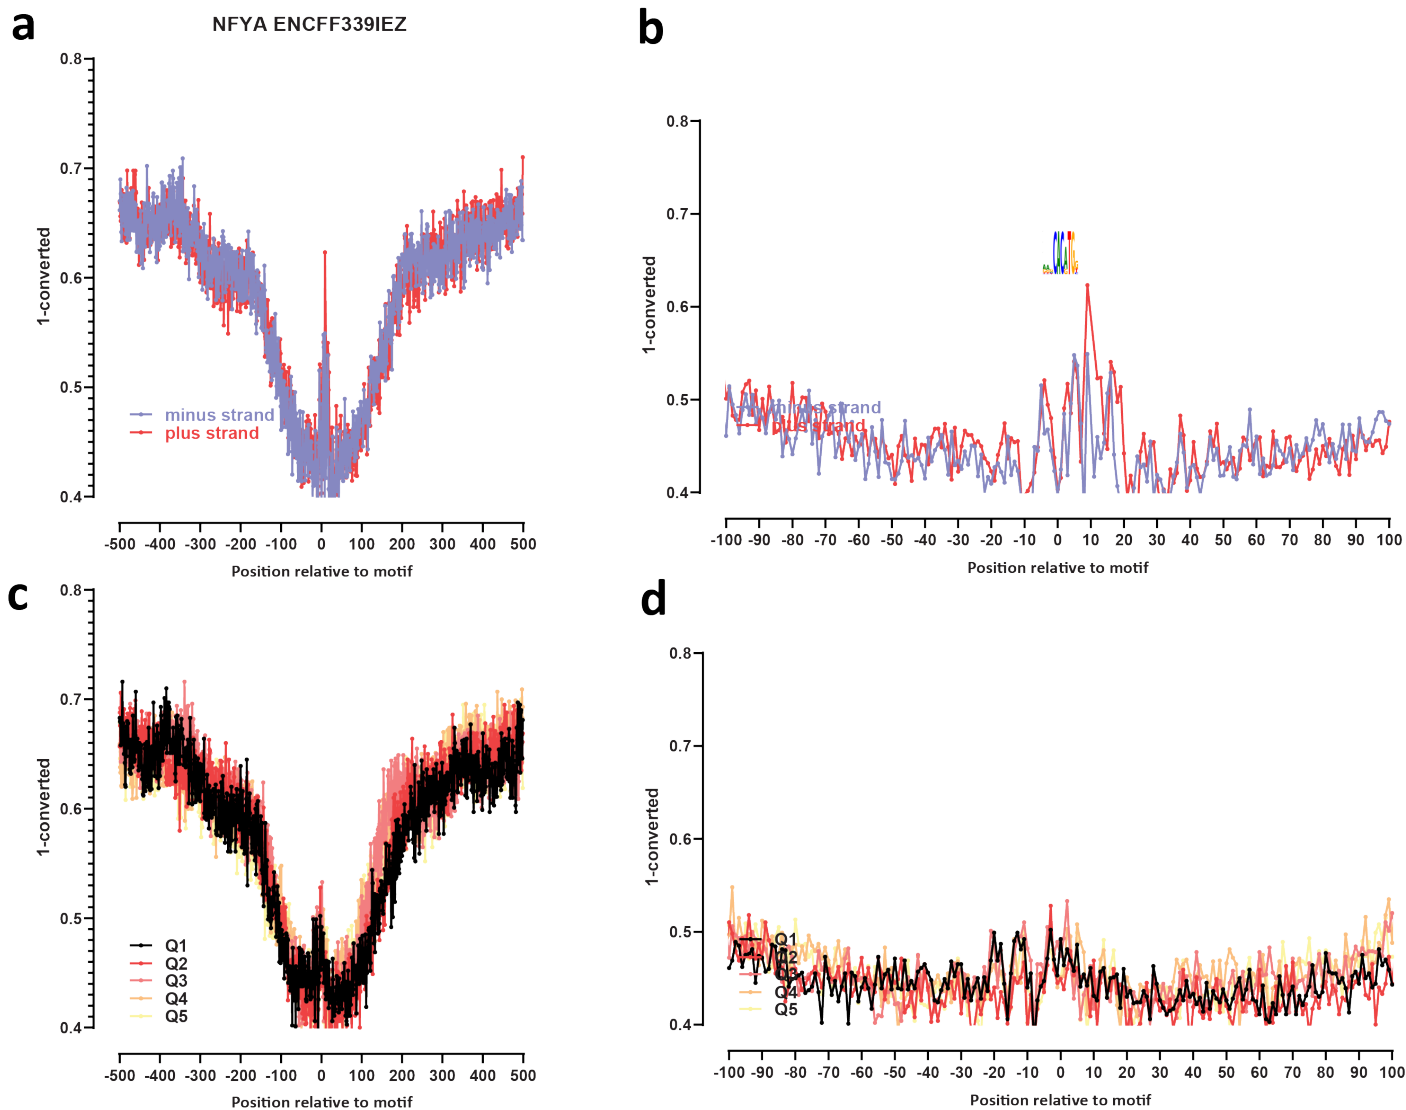 a
NFYA ENCFF339IEZ
0.8
0.7
0.6
0.5
0.4
1-converted
minus strand
plus strand
-500 -400 -300 -200 -100 0 100 200 300 400 500
Position relative to motif
b
0.8
0.7
0.6
0.5
0.4
1-converted
minus strand
plus strand
-100 -90 -80 -70 -60 -50 -40 -30 -20 -10 0 10 20 30 40 50 60 70 80 90 100
Position relative to motif
c
0.8
0.7
0.6
0.5
0.4
1-converted
Q1
Q2
Q3
Q4
Q5
-500 -400 -300 -200 -100 0 100 200 300 400 500
Position relative to motif
d
0.8
0.7
0.6
0.5
0.4
1-converted
Q1
Q2
Q3
Q4
Q5
-100 -90 -80 -70 -60 -50 -40 -30 -20 -10 0 10 20 30 40 50 60 70 80 90 100
Position relative to motif